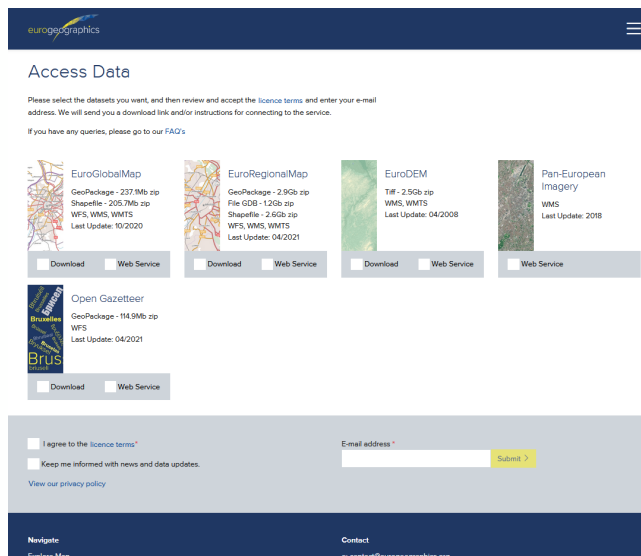 eurogeographics
Access Data
Please select the datasets you want, and then review and accept the licence terms and enter your e-mail
address. We will send you a download link and/or instructions for connecting to the service.
If you have any queries, please go to our FAQ's
EuroGlobalMap
GeoPackage - 237.1Mb zip
Shapefile - 205.7Mb zip
WFS, WMS, WMTS
Last Update: 10/2020
Download Web Service
EuroRegionalMap
GeoPackage - 2.9Gb zip
File GDB - 1.2Gb zip
Shapefile - 2.6Gb zip
WFS, WMS, WMTS
Last Update: 04/2021
Download Web Service
EuroDEM
Tiff - 2.5Gb zip
WMS, WMTS
Last Update: 04/2008
Download Web Service
Pan-European
Imagery
WMS
Last Update: 2018
Web Service
Брисел
Bruxelles
Brus
Open Gazetteer
GeoPackage - 114.9Mb zip
WFS
Last Update: 04/2021
Download Web Service
I agree to the licence terms*
Keep me informed with news and data updates.
View our privacy policy
E-mail address *
Submit >
Navigate
Contact